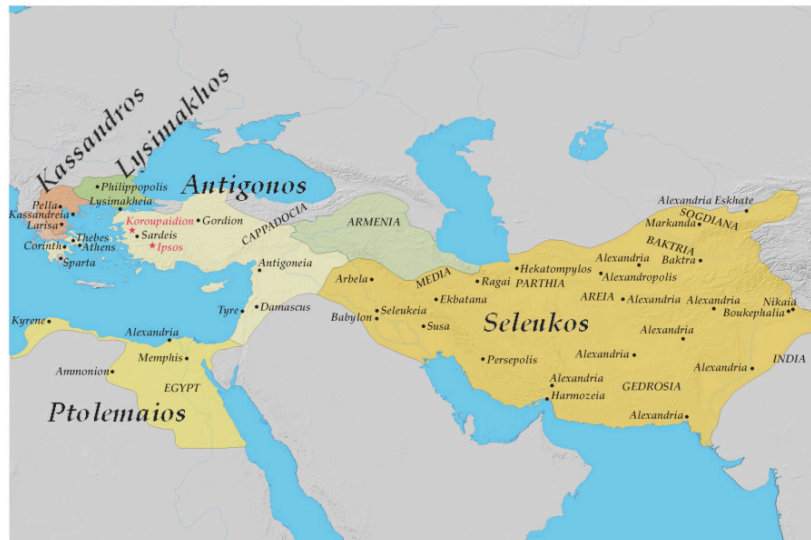 Kassandros
Lysimakhos
Antigonos
Philippopolis
Pella
Lysimakheia
Kassandreia
Koroupaidion
Gordion
Larisa
Sardeis
Thebes
Corinth
Athens
Ipsos
Sparta
CAPPADOCIA
ARMENIA
Alexandria Eskhate
SOGDIANA
Markanda
BAKTRIA
Baktra
Antigoneia
Arbela
MEDIA
Ragai
Hekatompylos
PARTHIA
Alexandria
Alexandropolis
Tyre
Damascus
Ekbatana
AREIA
Alexandria
Alexandria
Nikaia
Boukephalia
Kyrene
Alexandria
Seleukeia
Babylon
Susa
Seleukos
Alexandria
Memphis
Ammonion
EGYPT
Persepolis
Alexandria
Alexandria
INDIA
Alexandria
GEDROSIA
Harmozeia
Ptolemaios
Alexandria